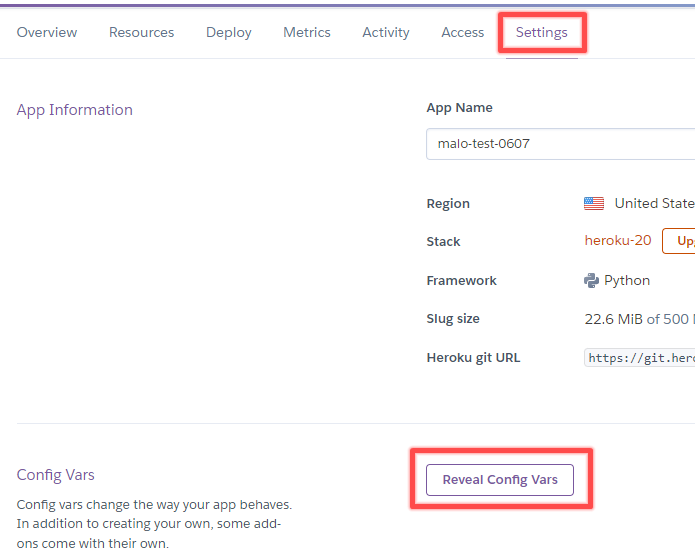 Overview Resources Deploy Metrics Activity Access Settings
App Information
App Name
malo-test-0607
Region United State
Stack heroku-20
Framework Python
Slug size 22.6 MiB of 500
Heroku git URL https://git.hero
Config Vars
Reveal Config Vars
Config vars change the way your app behaves.
In addition to creating your own, some add-
ons come with their own.